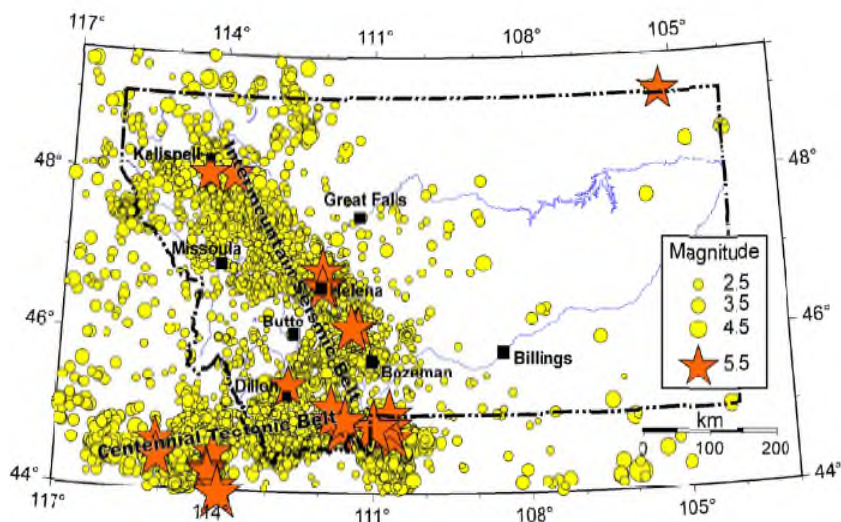 117° 114° 111° 108° 105°
48° 48°
Kalispell
Intermountain Seismic Belt
Great Falls
Missoula
Helena
Magnitude
2.5
3.5
4.5
5.5
46° 46°
Butto
Bozeman
Billings
Dillon
Centennial Tectonic Belt
km
0 100 200
44° 44°
117° 114° 111° 108° 105°